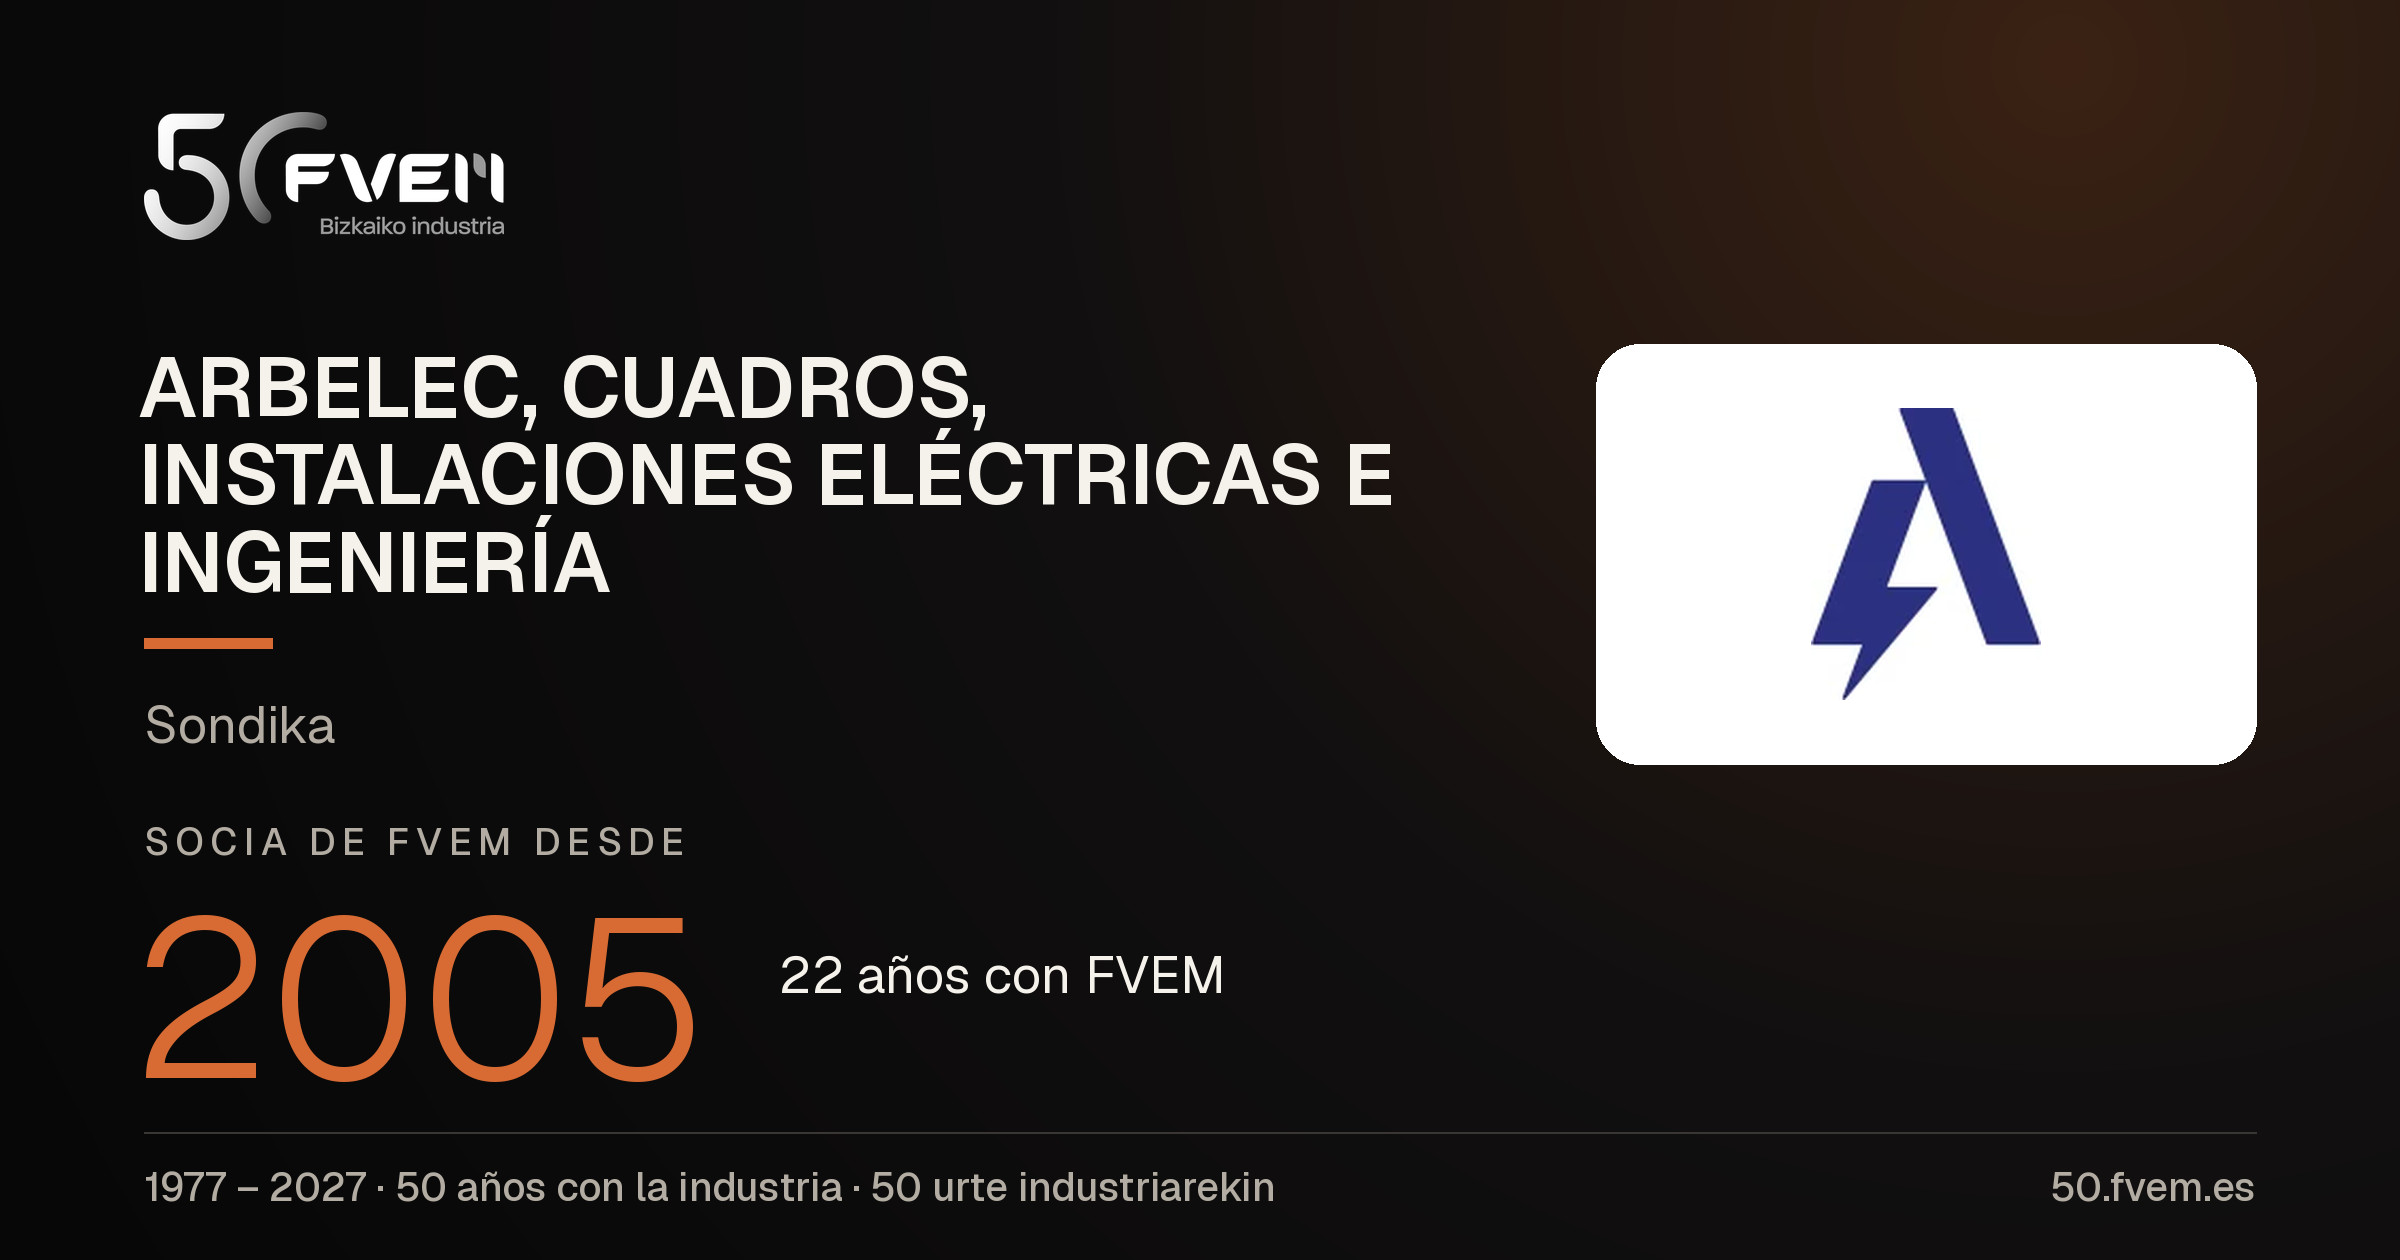 50 FVEM
Bizkaiko industria
ARBELEC, CUADROS,
INSTALACIONES ELÉCTRICAS E
INGENIERÍA
Sondika
SOCIA DE FVEM DESDE
2005
22 años con FVEM
1977 – 2027 · 50 años con la industria · 50 urte industriarekin
50.fvem.es